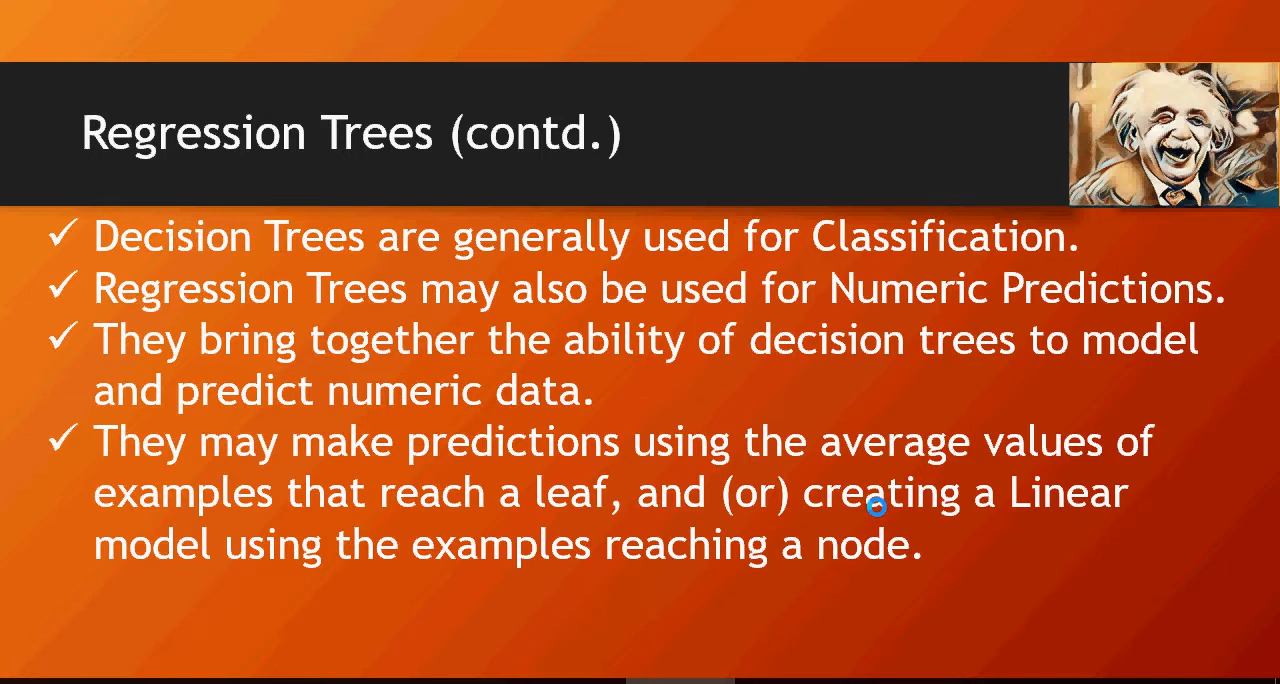 Regression Trees (contd.)
✓ Decision Trees are generally used for Classification.
✓ Regression Trees may also be used for Numeric Predictions.
✓ They bring together the ability of decision trees to model
and predict numeric data.
✓ They may make predictions using the average values of
examples that reach a leaf, and (or) creating a Linear
model using the examples reaching a node.